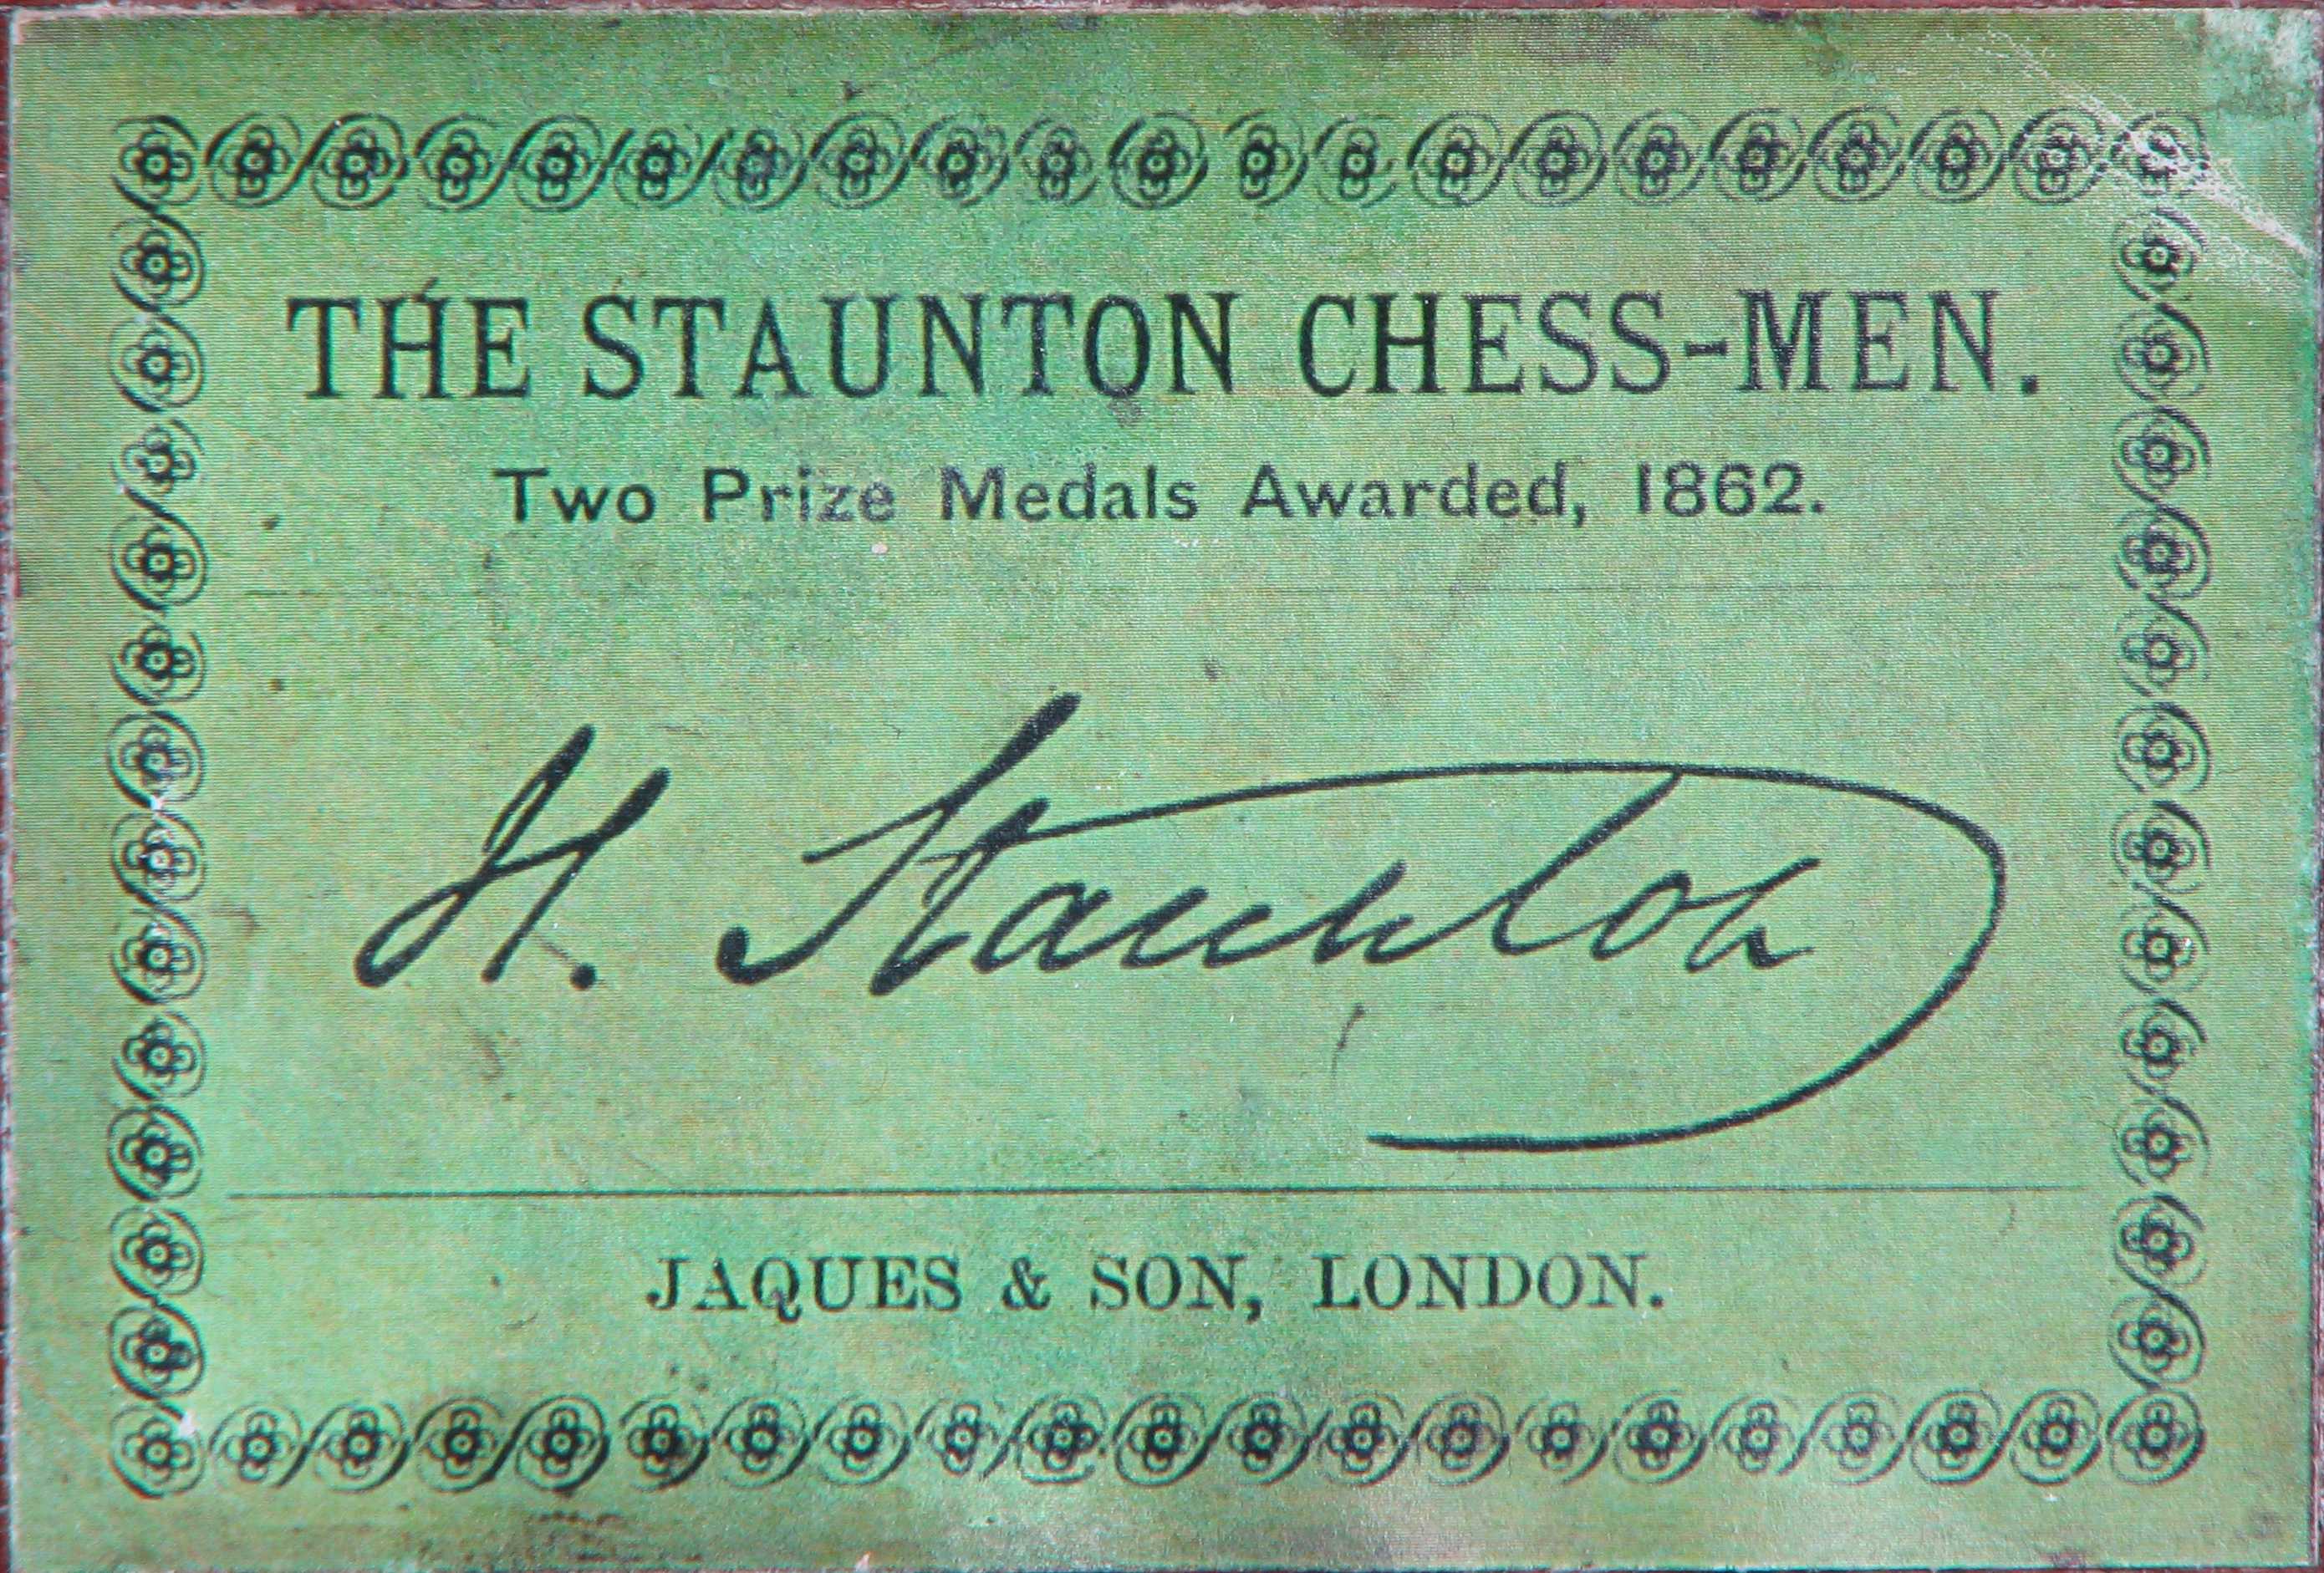 THE STAUNTON CHESS-MEN.
Two Prize Medals Awarded, 1862.
H. Staunton
JAQUES & SON, LONDON.